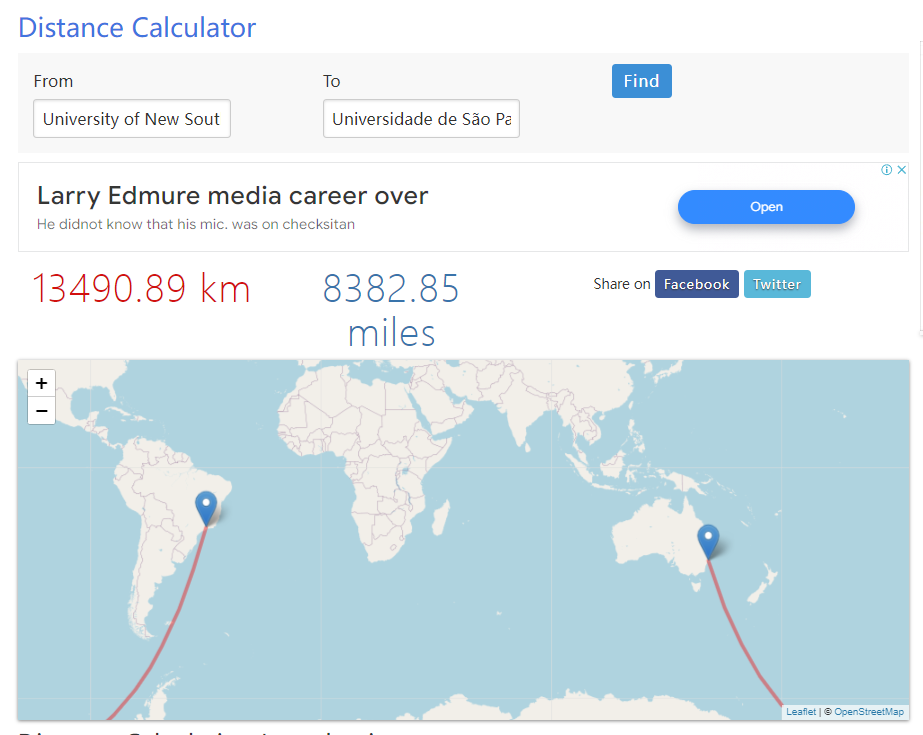 Distance Calculator
From
To
Find
University of New Sout
Universidade de São Pa
Larry Edmure media career over
He didnot know that his mic. was on checksitan
Open
13490.89 km
8382.85
miles
Share on
Facebook
Twitter
+
−
Leaflet | © OpenStreetMap